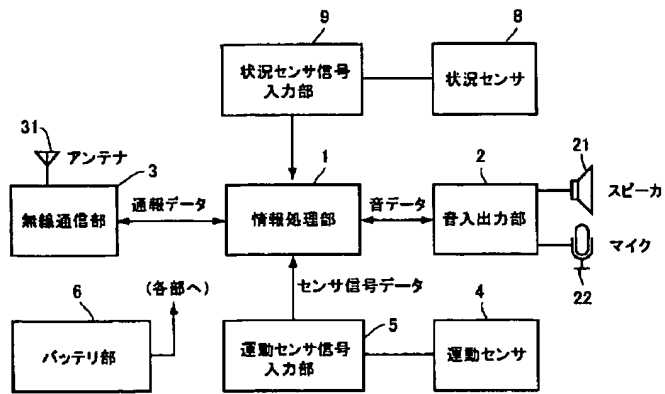 9
8
状況センサ信号
入力部
状況センサ
31
アンテナ
3
1
2
21
無線通信部
通報データ
情報処理部
音データ
音入出力部
スピーカ
マイク
22
センサ信号データ
6
(各部へ)
5
4
バッテリ部
運動センサ信号
入力部
運動センサ